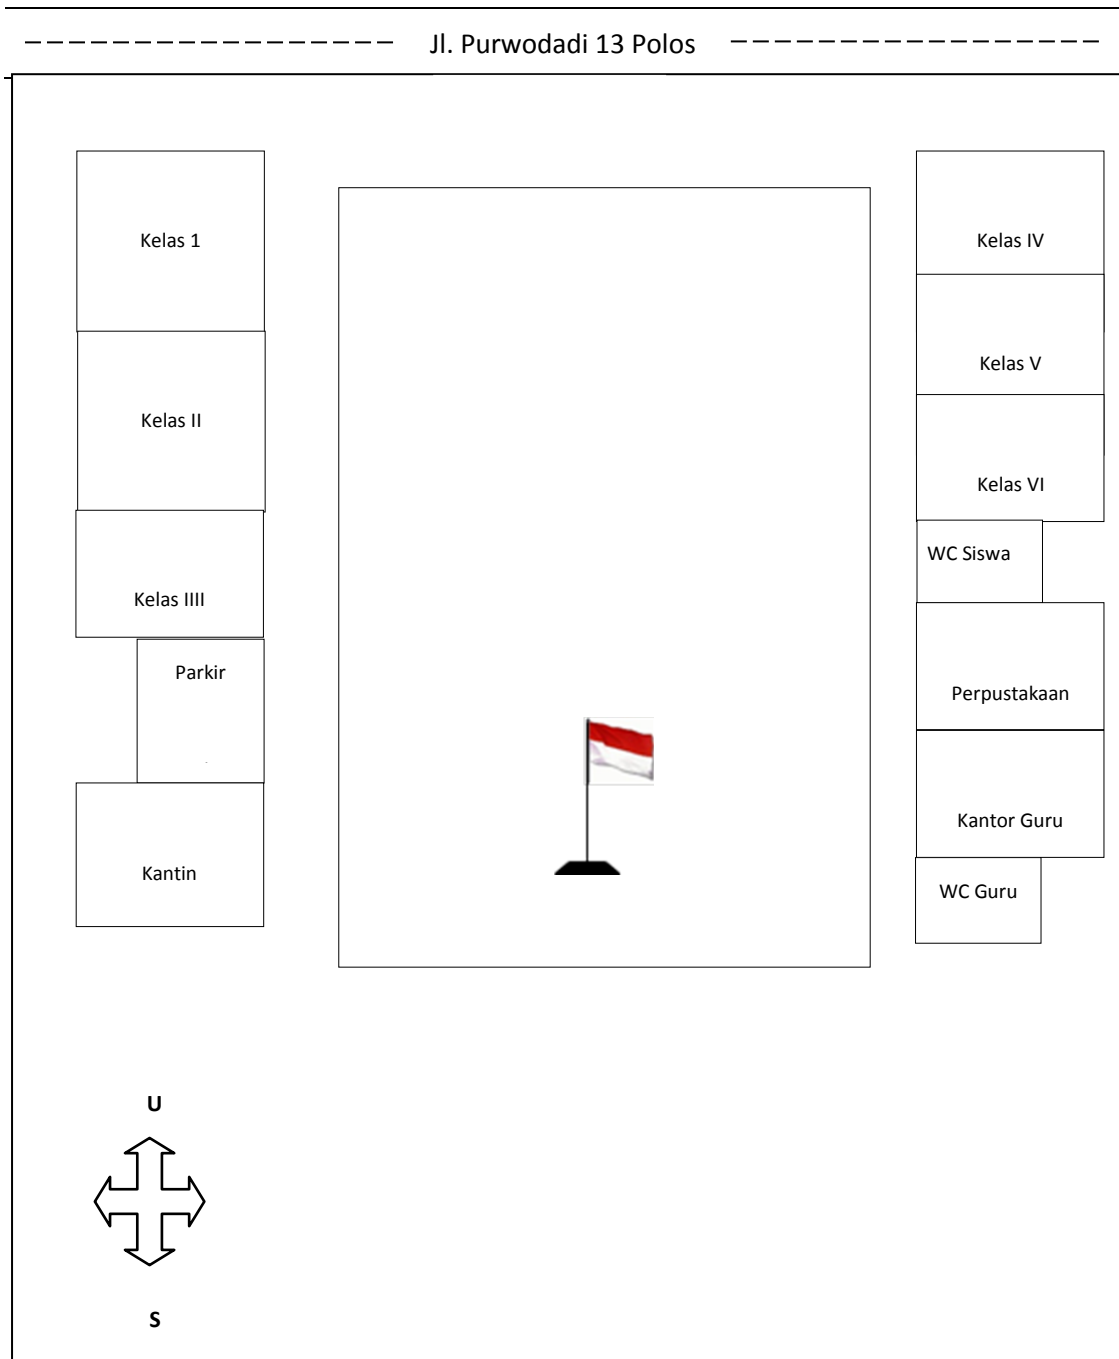 Jl. Purwodadi 13 Polos
Kelas 1
Kelas II
Kelas IIII
Parkir
Kantin
Kelas IV
Kelas V
Kelas VI
WC Siswa
Perpustakaan
Kantor Guru
WC Guru
U
S